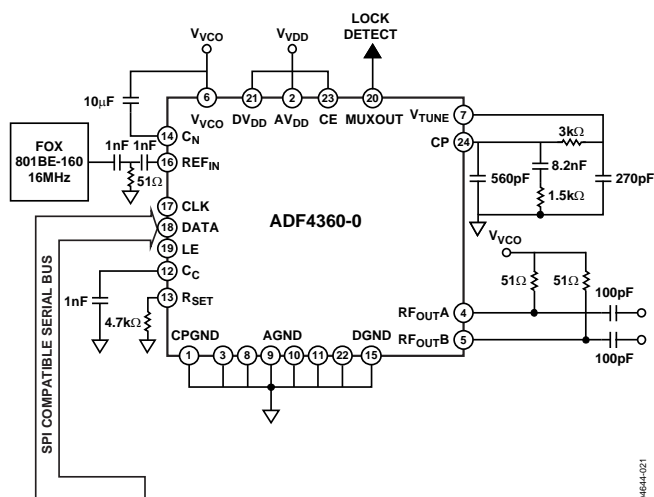 LOCK
DETECT
VVCO
VVDD
10µF
6
21
2
23
20
VVCO
DVDD
AVDD
CE
MUXOUT
VTUNE
7
CP
24
3kΩ
8.2nF
560pF
270pF
1.5kΩ
FOX
801BE-160
16MHz
1nF
1nF
51Ω
14
CN
16
REFIN
17
CLK
18
DATA
19
LE
12
CC
13
RSET
ADF4360-0
1nF
4.7kΩ
SPI COMPATIBLE SERIAL BUS
VVCO
51Ω
51Ω
100pF
RFOUTA
4
RFOUTB
5
100pF
CPGND
AGND
DGND
1
3
8
9
10
11
22
15
04644-021